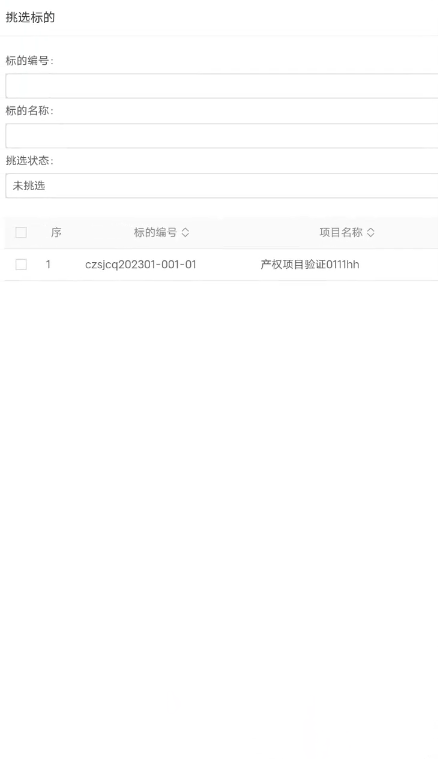 挑选标的
标的编号:
标的名称:
挑选状态:
未挑选
序 标的编号 项目名称
1 czsjcq202301-001-01 产权项目验证0111hh